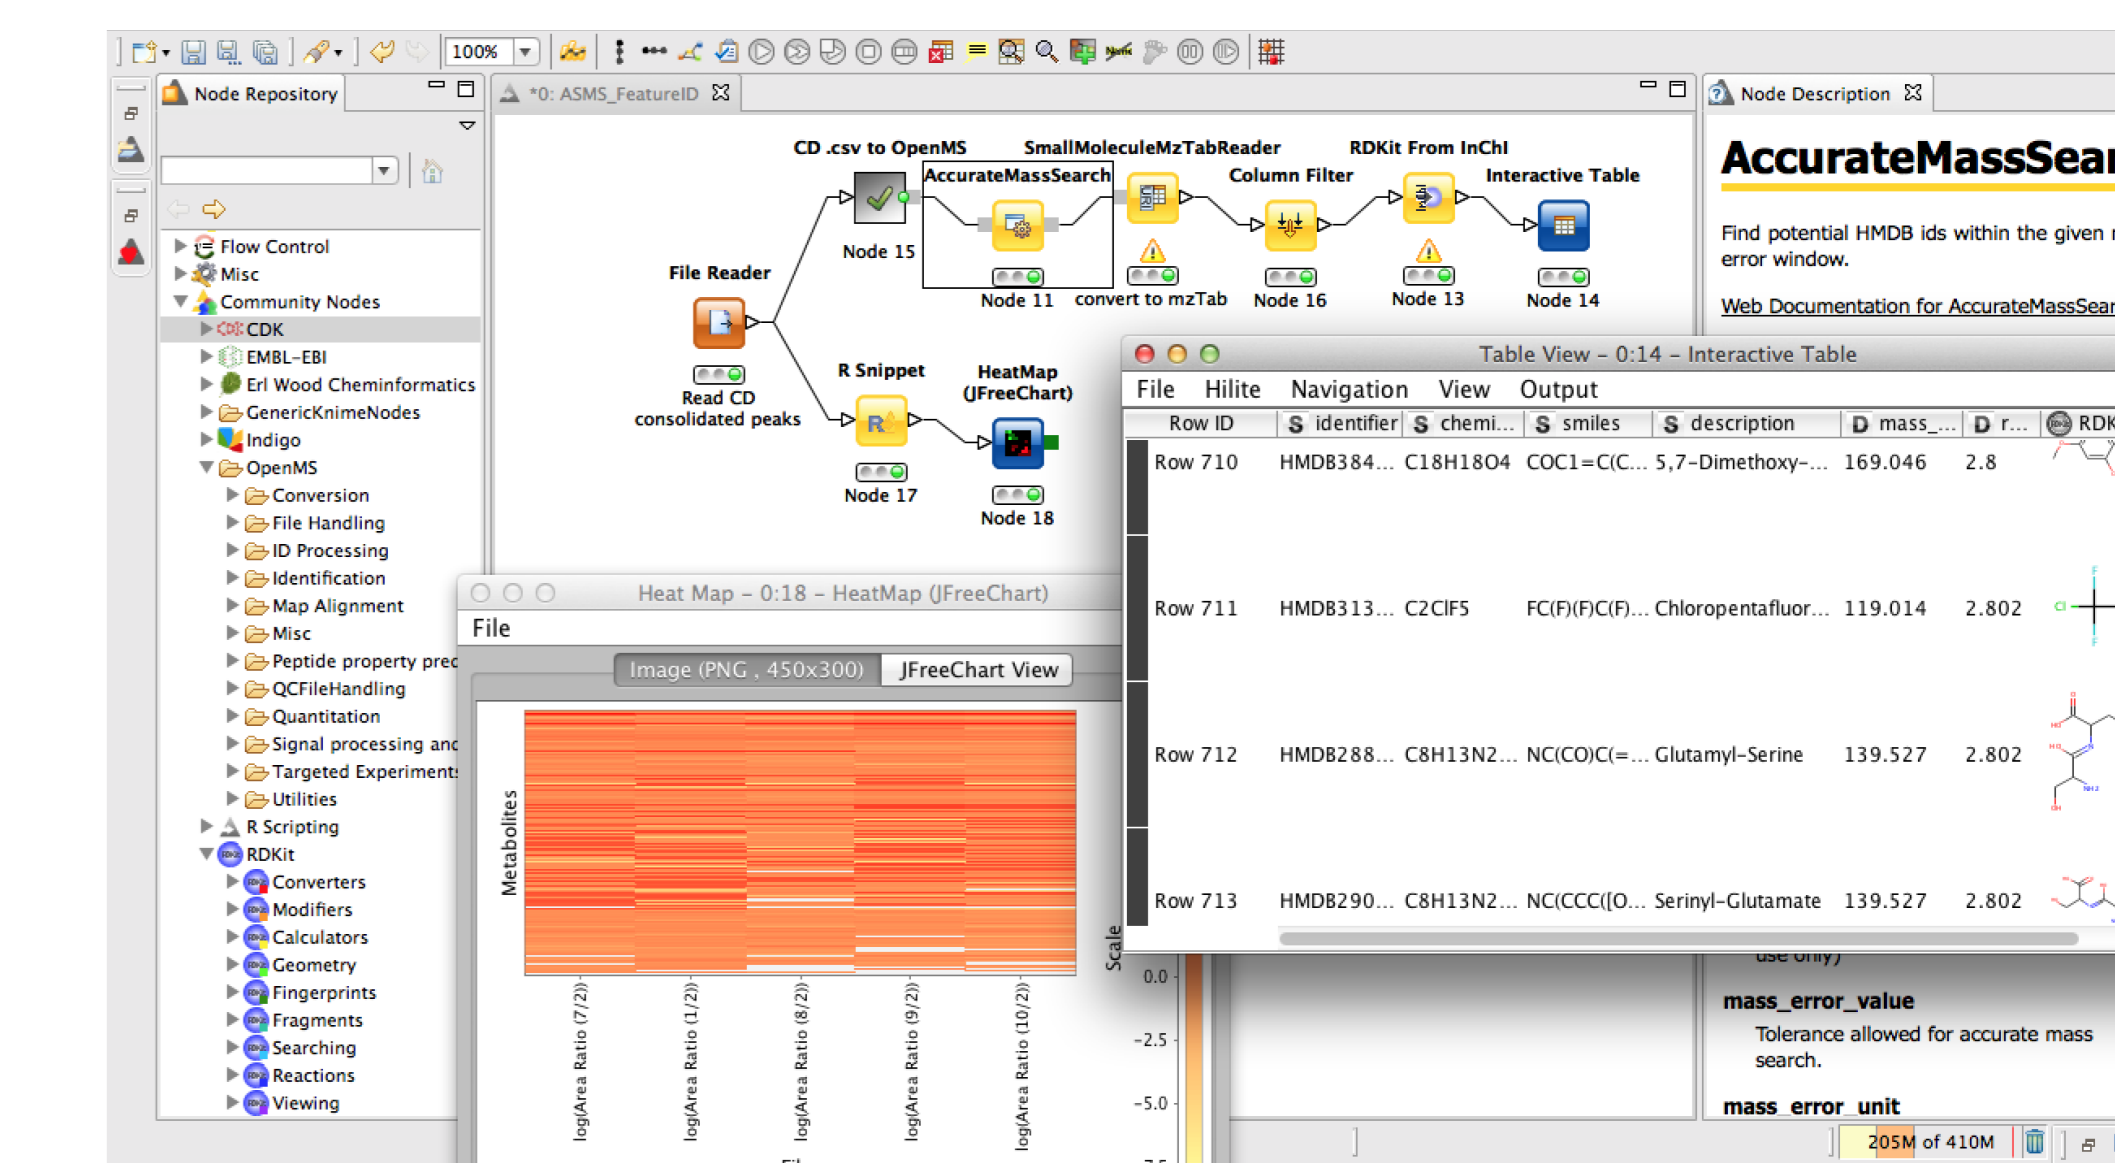 100%
Node Repository
*0: ASMS_FeatureID
Node Description
Flow Control
Misc
Community Nodes
CDK
EMBL-EBI
Erl Wood Cheminformatics
GenericKnimeNodes
Indigo
OpenMS
Conversion
File Handling
ID Processing
Identification
Map Alignment
Misc
Peptide property pred
QCFileHandling
Quantitation
Signal processing and
Targeted Experiments
Utilities
R Scripting
RDKit
Converters
Modifiers
Calculators
Geometry
Fingerprints
Fragments
Searching
Reactions
Viewing
CD .csv to OpenMS
SmallMoleculeMzTabReader
RDKit From InChI
AccurateMassSearch
Column Filter
Interactive Table
Node 15
File Reader
Node 11
convert to mzTab
Node 16
Node 13
Node 14
Read CD
consolidated peaks
R Snippet
HeatMap
(JFreeChart)
Node 17
Node 18
AccurateMassSear
Find potential HMDB ids within the given
error window.
Web Documentation for AccurateMassSear
Table View – 0:14 – Interactive Table
File Hilite Navigation View Output
Row ID S identifier S chemi... S smiles S description D mass_... D r... RDK
Row 710 HMDB384... C18H18O4 COC1=C(C... 5,7-Dimethoxy-... 169.046 2.8
Row 711 HMDB313... C2ClF5 FC(F)(F)C(F)... Chloropentafluor... 119.014 2.802
Row 712 HMDB288... C8H13N2... NC(CO)C(=... Glutamyl-Serine 139.527 2.802
Row 713 HMDB290... C8H13N2... NC(CCC([O... Serinyl-Glutamate 139.527 2.802
Heat Map – 0:18 – HeatMap (JFreeChart)
File
Image (PNG , 450x300) JFreeChart View
Metabolites
log(Area Ratio (7/2))
log(Area Ratio (1/2))
log(Area Ratio (8/2))
log(Area Ratio (9/2))
log(Area Ratio (10/2))
Scale
0.0
-2.5
-5.0
use only)
mass_error_value
Tolerance allowed for accurate mass
search.
mass_error_unit
205M of 410M